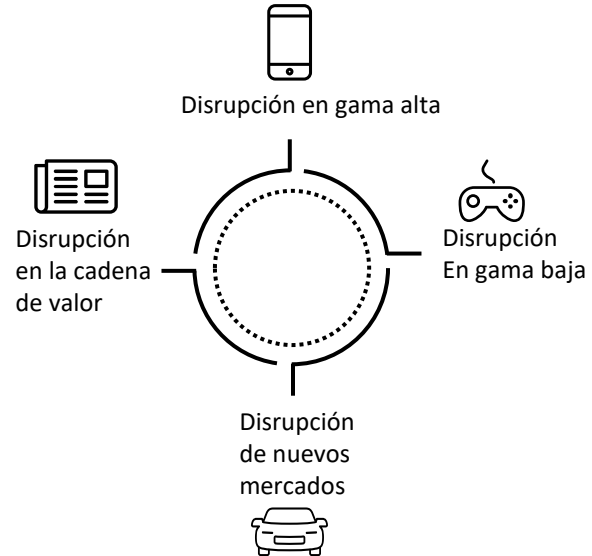 Disrupción en gama alta
Disrupción
en la cadena
de valor
Disrupción
En gama baja
Disrupción
de nuevos
mercados